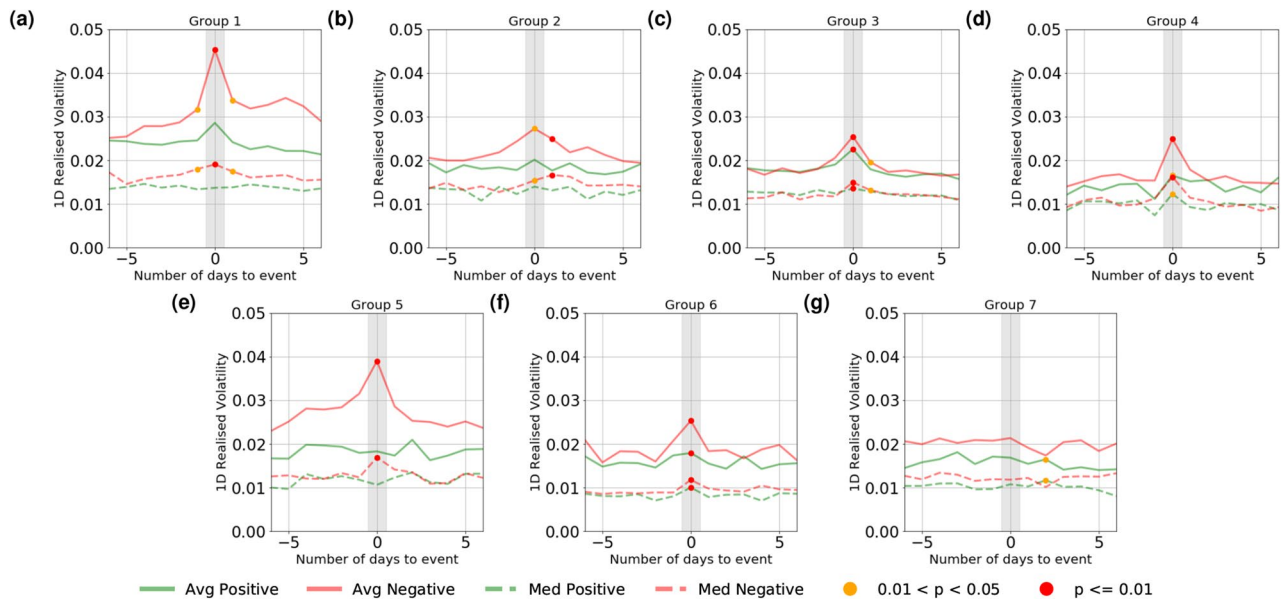 (a) Group 1
0.05
0.04
0.03
0.02
0.01
0.00
1D Realised Volatility
−5 0 5
Number of days to event
(b) Group 2
0.05
0.04
0.03
0.02
0.01
0.00
1D Realised Volatility
−5 0 5
Number of days to event
(c) Group 3
0.05
0.04
0.03
0.02
0.01
0.00
1D Realised Volatility
−5 0 5
Number of days to event
(d) Group 4
0.05
0.04
0.03
0.02
0.01
0.00
1D Realised Volatility
−5 0 5
Number of days to event
(e) Group 5
0.05
0.04
0.03
0.02
0.01
0.00
1D Realised Volatility
−5 0 5
Number of days to event
(f) Group 6
0.05
0.04
0.03
0.02
0.01
0.00
1D Realised Volatility
−5 0 5
Number of days to event
(g) Group 7
0.05
0.04
0.03
0.02
0.01
0.00
1D Realised Volatility
−5 0 5
Number of days to event
Avg Positive Avg Negative Med Positive Med Negative 0.01 < p < 0.05 p <= 0.01